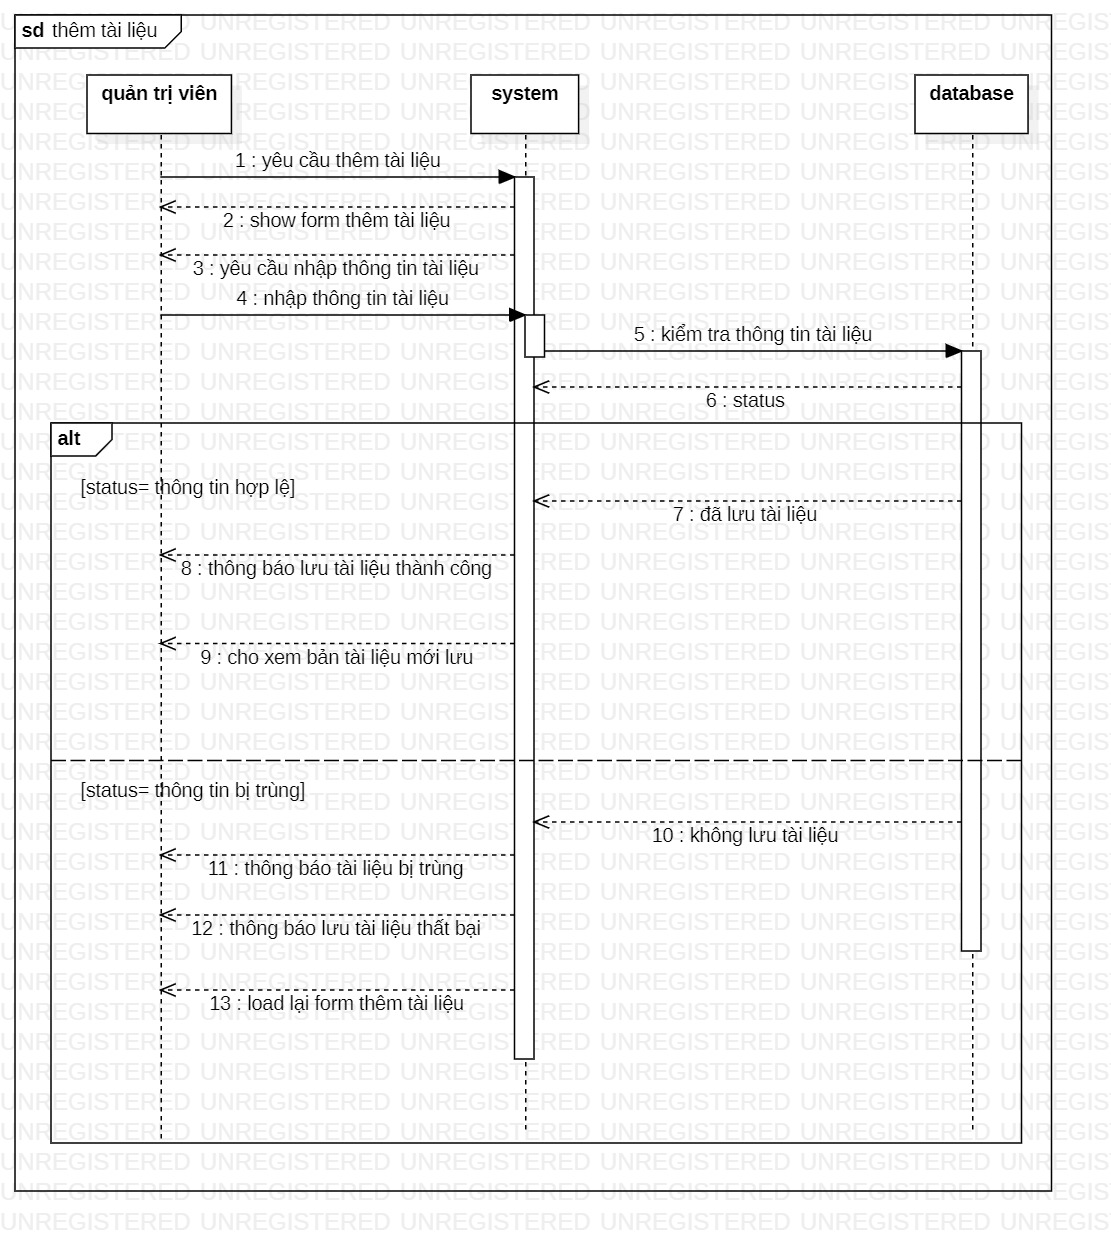 sd thêm tài liệu
quản trị viên
system
database
1 : yêu cầu thêm tài liệu
2 : show form thêm tài liệu
3 : yêu cầu nhập thông tin tài liệu
4 : nhập thông tin tài liệu
5 : kiểm tra thông tin tài liệu
6 : status
alt
[status= thông tin hợp lệ]
7 : đã lưu tài liệu
8 : thông báo lưu tài liệu thành công
9 : cho xem bản tài liệu mới lưu
[status= thông tin bị trùng]
10 : không lưu tài liệu
11 : thông báo tài liệu bị trùng
12 : thông báo lưu tài liệu thất bại
13 : load lại form thêm tài liệu
UNREGISTERED